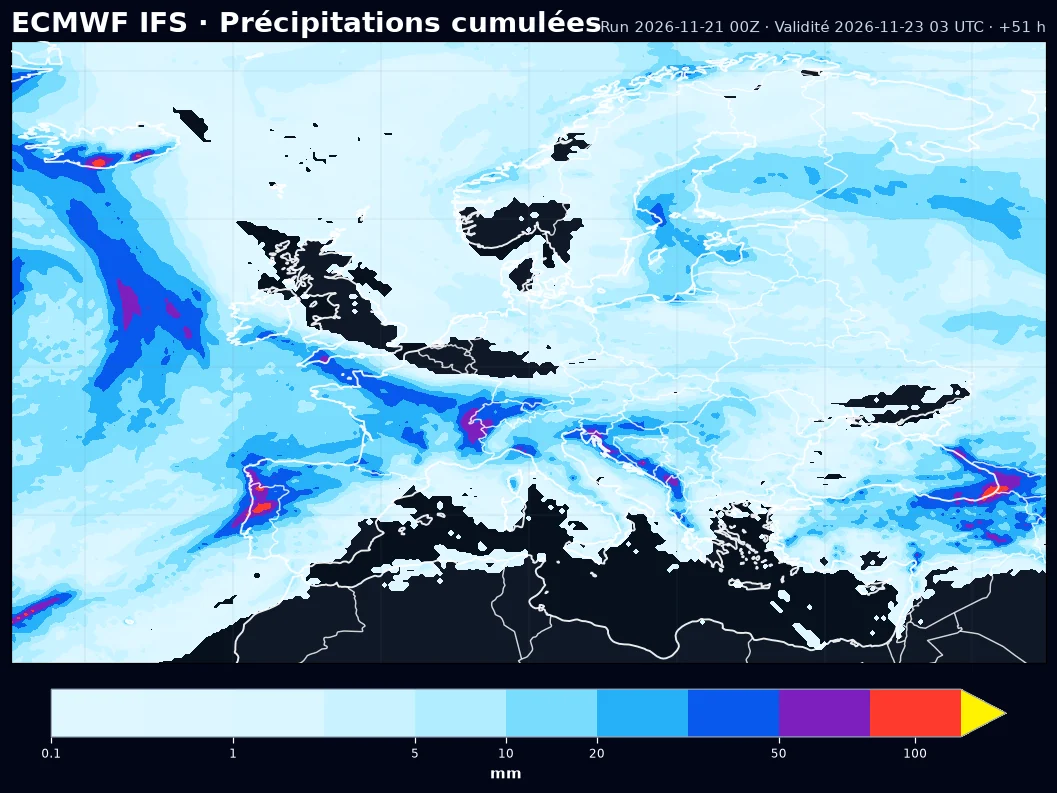 ECMWF IFS · Précipitations cumulées
Run 2026-11-21 00Z · Validité 2026-11-23 03 UTC · +51 h
0.1 1 5 10 20 50 100
mm